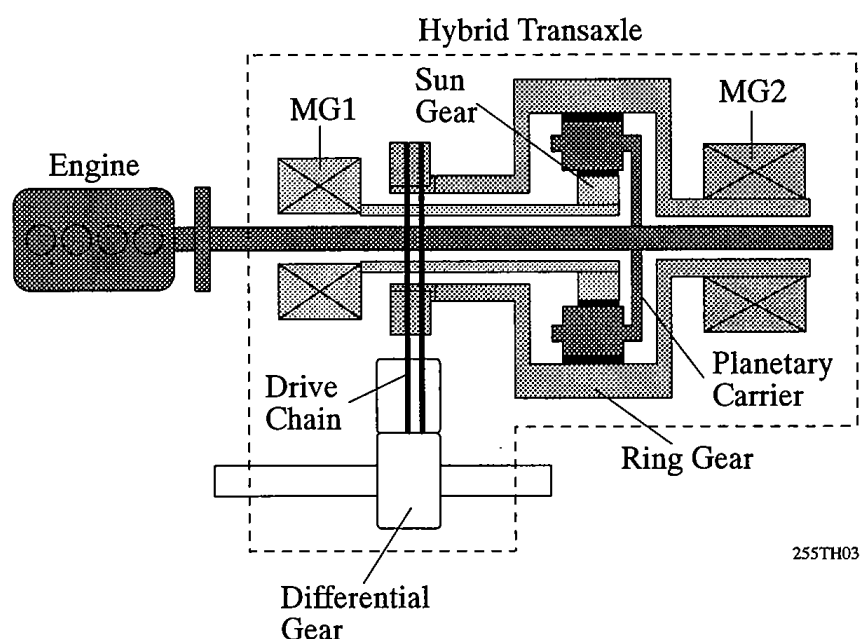 Hybrid Transaxle
Sun
Gear
MG1
MG2
Engine
Drive
Chain
Planetary
Carrier
Ring Gear
255TH03
Differential
Gear